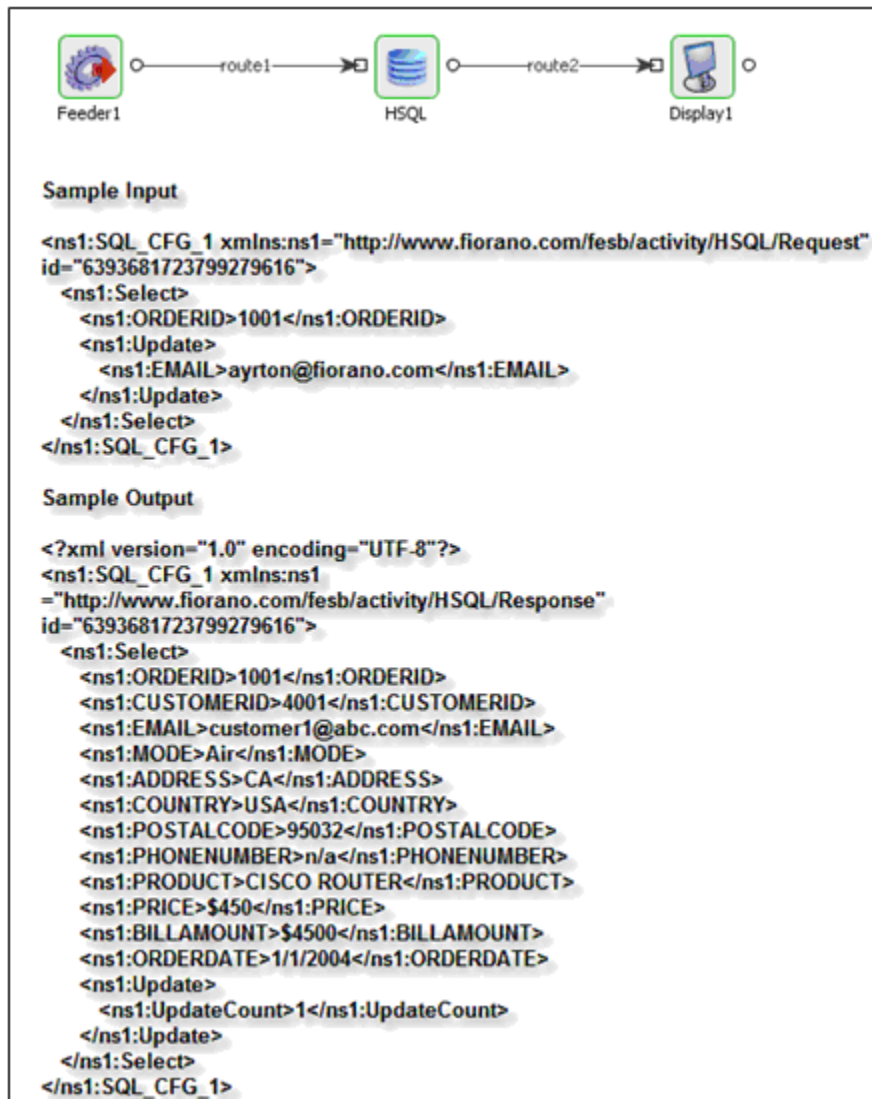 route1
route2
Feeder1
HSQL
Display1
Sample Input
<ns1:SQL_CFG_1 xmlns:ns1="http://www.fiorano.com/fesb/activity/HSQL/Request"
id="6393681723799279616">
<ns1:Select>
<ns1:ORDERID>1001</ns1:ORDERID>
<ns1:Update>
<ns1:EMAIL>ayrton@fiorano.com</ns1:EMAIL>
</ns1:Update>
</ns1:Select>
</ns1:SQL_CFG_1>
Sample Output
<?xml version="1.0" encoding="UTF-8"?>
<ns1:SQL_CFG_1 xmlns:ns1
="http://www.fiorano.com/fesb/activity/HSQL/Response"
id="6393681723799279616">
<ns1:Select>
<ns1:ORDERID>1001</ns1:ORDERID>
<ns1:CUSTOMERID>4001</ns1:CUSTOMERID>
<ns1:EMAIL>customer1@abc.com</ns1:EMAIL>
<ns1:MODE>Air</ns1:MODE>
<ns1:ADDRESS>CA</ns1:ADDRESS>
<ns1:COUNTRY>USA</ns1:COUNTRY>
<ns1:POSTALCODE>95032</ns1:POSTALCODE>
<ns1:PHONENUMBER>n/a</ns1:PHONENUMBER>
<ns1:PRODUCT>CISCO ROUTER</ns1:PRODUCT>
<ns1:PRICE>$450</ns1:PRICE>
<ns1:BILLAMOUNT>$4500</ns1:BILLAMOUNT>
<ns1:ORDERDATE>1/1/2004</ns1:ORDERDATE>
<ns1:Update>
<ns1:UpdateCount>1</ns1:UpdateCount>
</ns1:Update>
</ns1:Select>
</ns1:SQL_CFG_1>